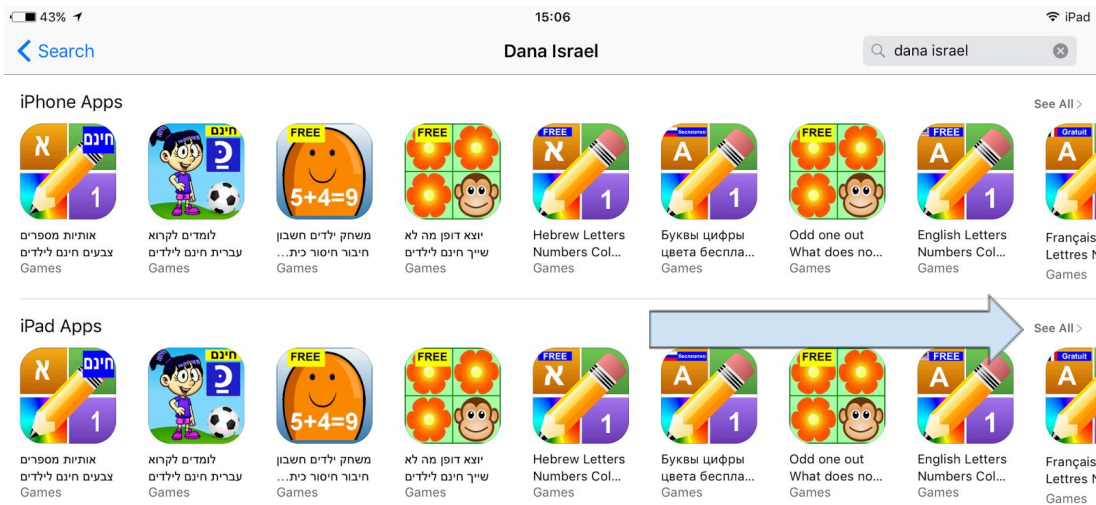 43% 15:06 iPad
Search Dana Israel dana israel
iPhone Apps See All
א חינם 1
חינם כַ
FREE 5+4=9
FREE
FREE א 1
Бесплатно А 1
FREE
FREE A 1
Gratuit A
אותיות מספרים
צבעים חינם לילדים
Games
לומדים לקרוא
עברית חינם לילדים
Games
משחק ילדים חשבון
חיבור חיסור כית...
Games
יוצא דופן מה לא
שייך חינם לילדים
Games
Hebrew Letters
Numbers Col...
Games
Буквы цифры
цвета беспла...
Games
Odd one out
What does no...
Games
English Letters
Numbers Col...
Games
Français
Lettres
Games
iPad Apps See All
א חינם 1
חינם כַ
FREE 5+4=9
FREE
FREE א 1
Бесплатно А 1
FREE
FREE A 1
Gratuit A
אותיות מספרים
צבעים חינם לילדים
Games
לומדים לקרוא
עברית חינם לילדים
Games
משחק ילדים חשבון
חיבור חיסור כית...
Games
יוצא דופן מה לא
שייך חינם לילדים
Games
Hebrew Letters
Numbers Col...
Games
Буквы цифры
цвета беспла...
Games
Odd one out
What does no...
Games
English Letters
Numbers Col...
Games
Français
Lettres
Games